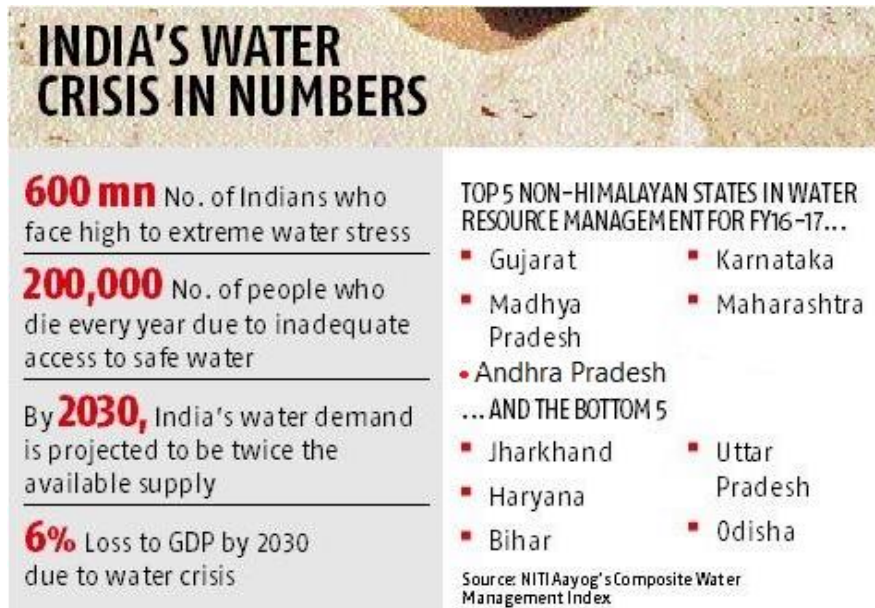 INDIA'S WATER
CRISIS IN NUMBERS
600 mn No. of Indians who
face high to extreme water stress
200,000 No. of people who
die every year due to inadequate
access to safe water
By 2030, India's water demand
is projected to be twice the
available supply
6% Loss to GDP by 2030
due to water crisis
TOP 5 NON-HIMALAYAN STATES IN WATER
RESOURCE MANAGEMENT FOR FY16-17...
Gujarat
Madhya
Pradesh
• Andhra Pradesh
Karnataka
Maharashtra
... AND THE BOTTOM 5
Jharkhand
Haryana
Bihar
Uttar
Pradesh
Odisha
Source: NITI Aayog's Composite Water
Management Index